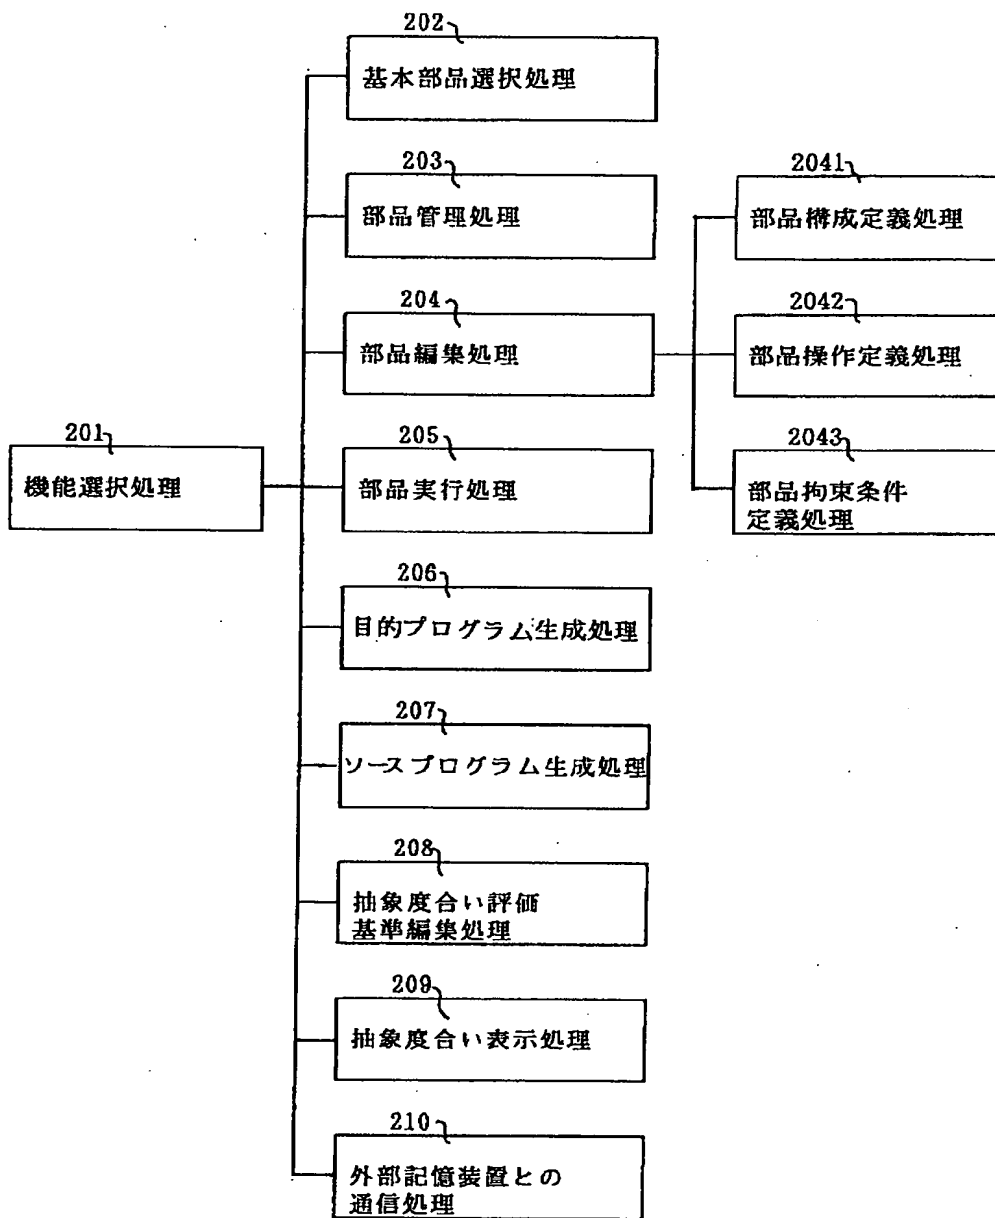 202
基本部品選択処理
203
部品管理処理
2041
部品構成定義処理
204
部品編集処理
2042
部品操作定義処理
201
機能選択処理
205
部品実行処理
2043
部品拘束条件
定義処理
206
目的プログラム生成処理
207
ソースプログラム生成処理
208
抽象度合い評価
基準編集処理
209
抽象度合い表示処理
210
外部記憶装置との
通信処理